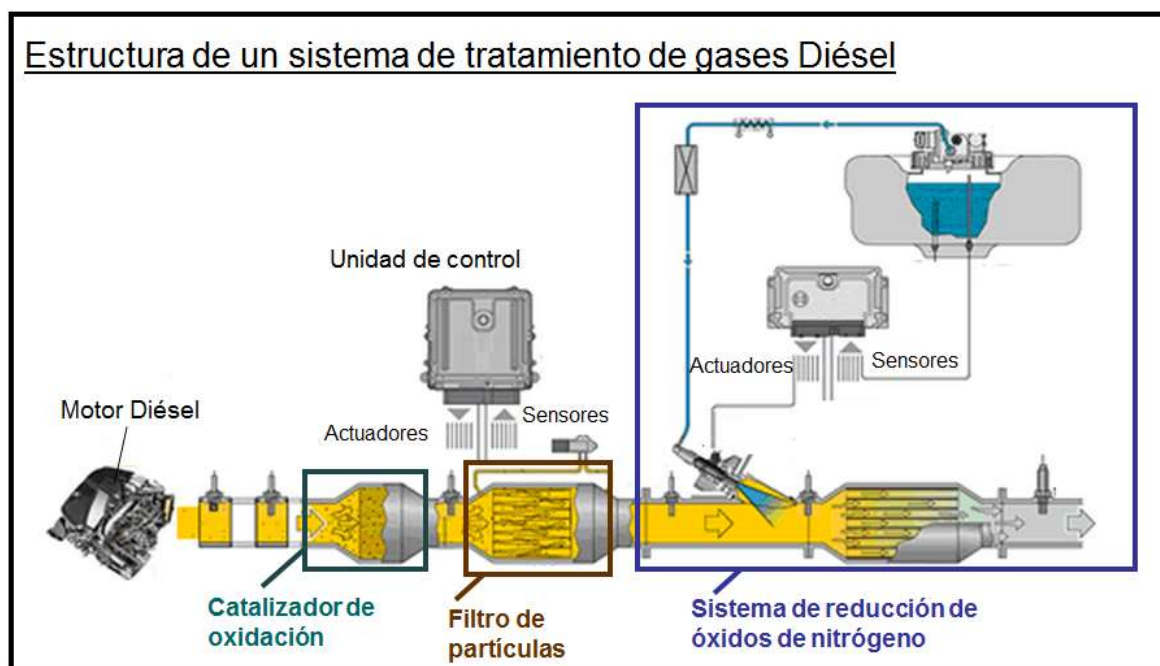 Estructura de un sistema de tratamiento de gases Diésel
Unidad de control
Actuadores
Sensores
Motor Diésel
Actuadores
Sensores
Catalizador de
oxidación
Filtro de
partículas
Sistema de reducción de
óxidos de nitrógeno